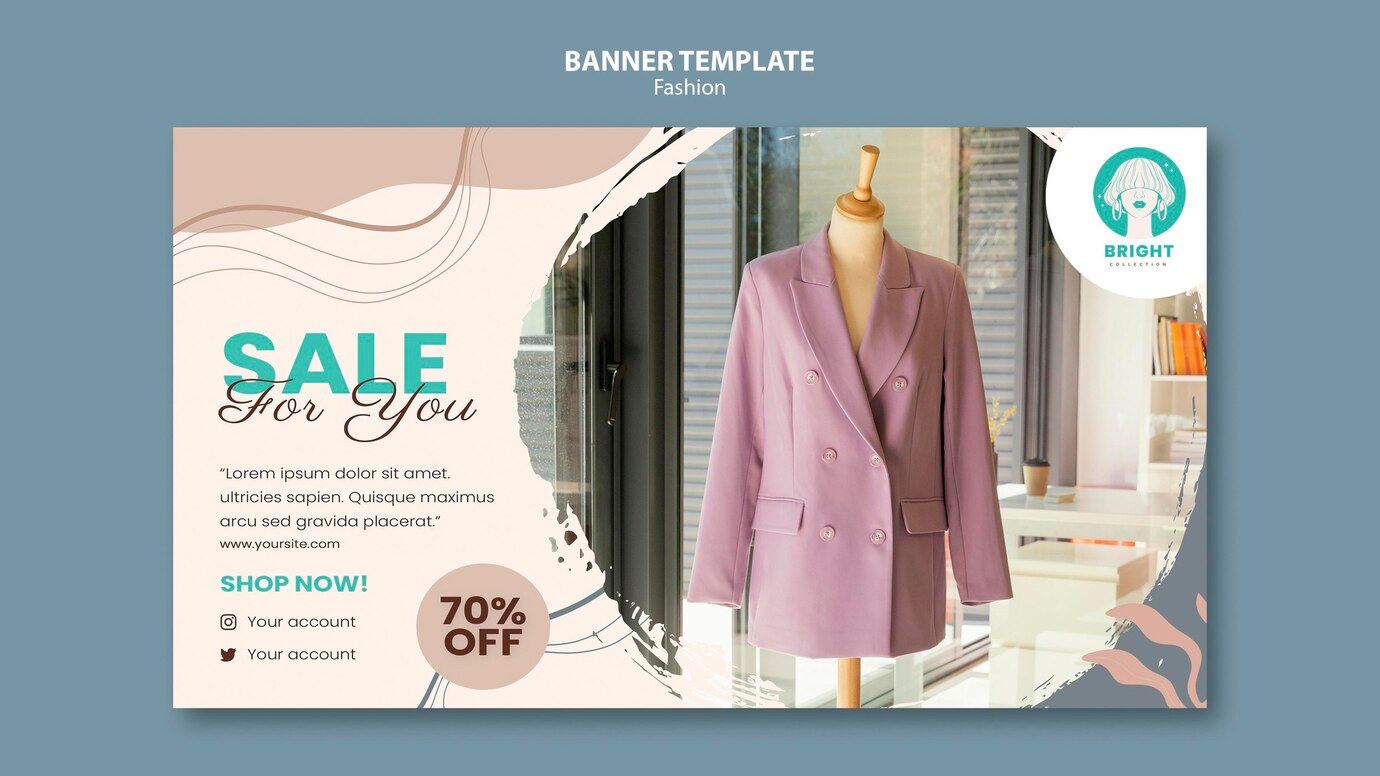 BANNER TEMPLATE
Fashion
BRIGHT
COLLECTION
SALE
For You
“Lorem ipsum dolor sit amet.
ultricies sapien. Quisque maximus
arcu sed gravida placerat.”
www.yoursite.com
SHOP NOW!
Your account
Your account
70%
OFF